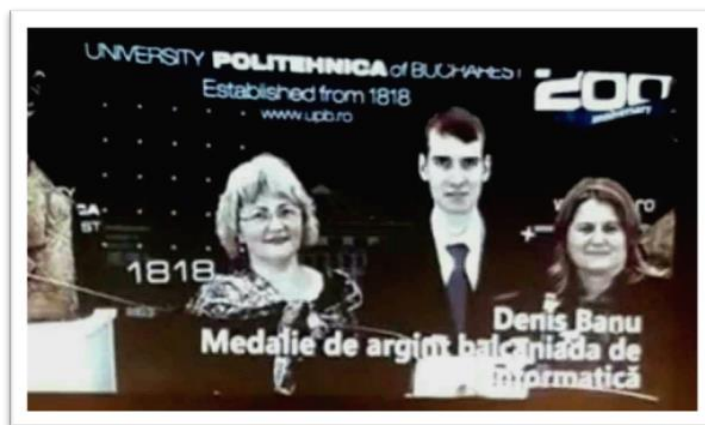 UNIVERSITY POLITEHNICA of BUCHAREST
Established from 1818
www.upb.ro
200
anniversary
1818
Denis Banu
Medalie de argint balcaniada de
informatică